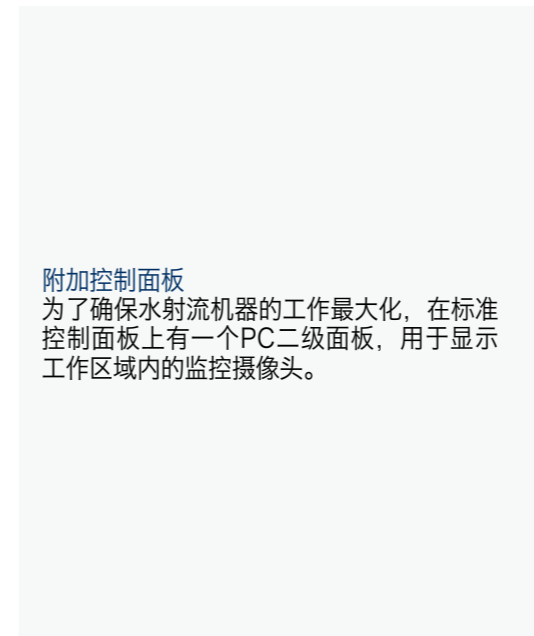 附加控制面板
为了确保水射流机器的工作最大化，在标准
控制面板上有一个PC二级面板，用于显示
工作区域内的监控摄像头。